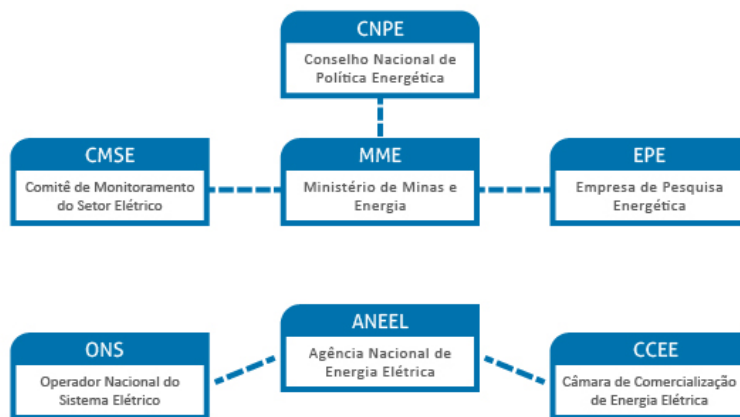 CNPE
Conselho Nacional de
Política Energética
CMSE
Comitê de Monitoramento
do Setor Elétrico
MME
Ministério de Minas e
Energia
EPE
Empresa de Pesquisa
Energética
ONS
Operador Nacional do
Sistema Elétrico
ANEEL
Agência Nacional de
Energia Elétrica
CCEE
Câmara de Comercialização
de Energia Elétrica